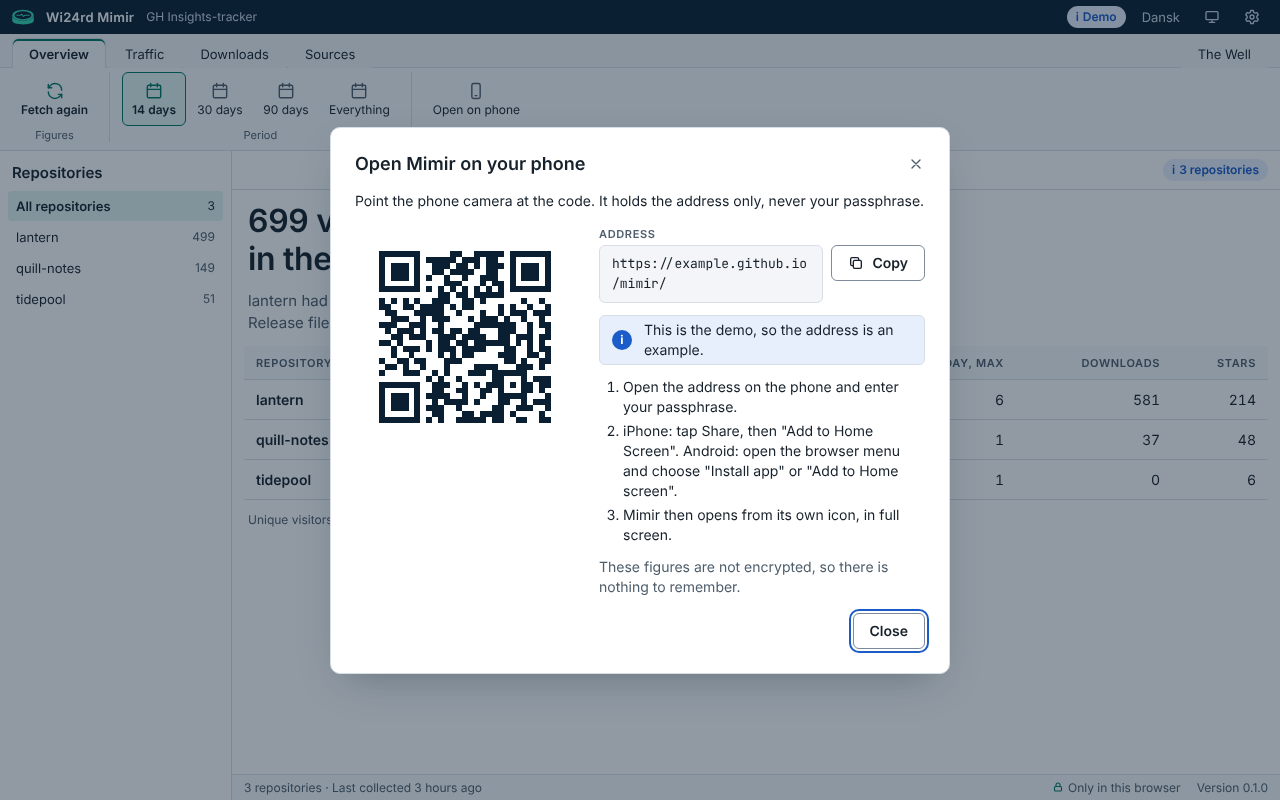 Wi24rd Mimir
GH Insights-tracker
i Demo
Dansk
Overview
Traffic
Downloads
Sources
The Well
Fetch again
14 days
30 days
90 days
Everything
Open on phone
Figures
Period
Repositories
All repositories 3
lantern 499
quill-notes 149
tidepool 51
i 3 repositories
699 v
in the
lantern had
Release file
REPOSITORY
DAY, MAX
DOWNLOADS
STARS
lantern 6 581 214
quill-notes 1 37 48
tidepool 1 0 6
Unique visitors
Open Mimir on your phone
Point the phone camera at the code. It holds the address only, never your passphrase.
ADDRESS
https://example.github.io
/mimir/
Copy
i
This is the demo, so the address is an
example.
1. Open the address on the phone and enter
your passphrase.
2. iPhone: tap Share, then "Add to Home
Screen". Android: open the browser menu
and choose "Install app" or "Add to Home
screen".
3. Mimir then opens from its own icon, in full
screen.
These figures are not encrypted, so there is
nothing to remember.
Close
3 repositories · Last collected 3 hours ago
Only in this browser
Version 0.1.0